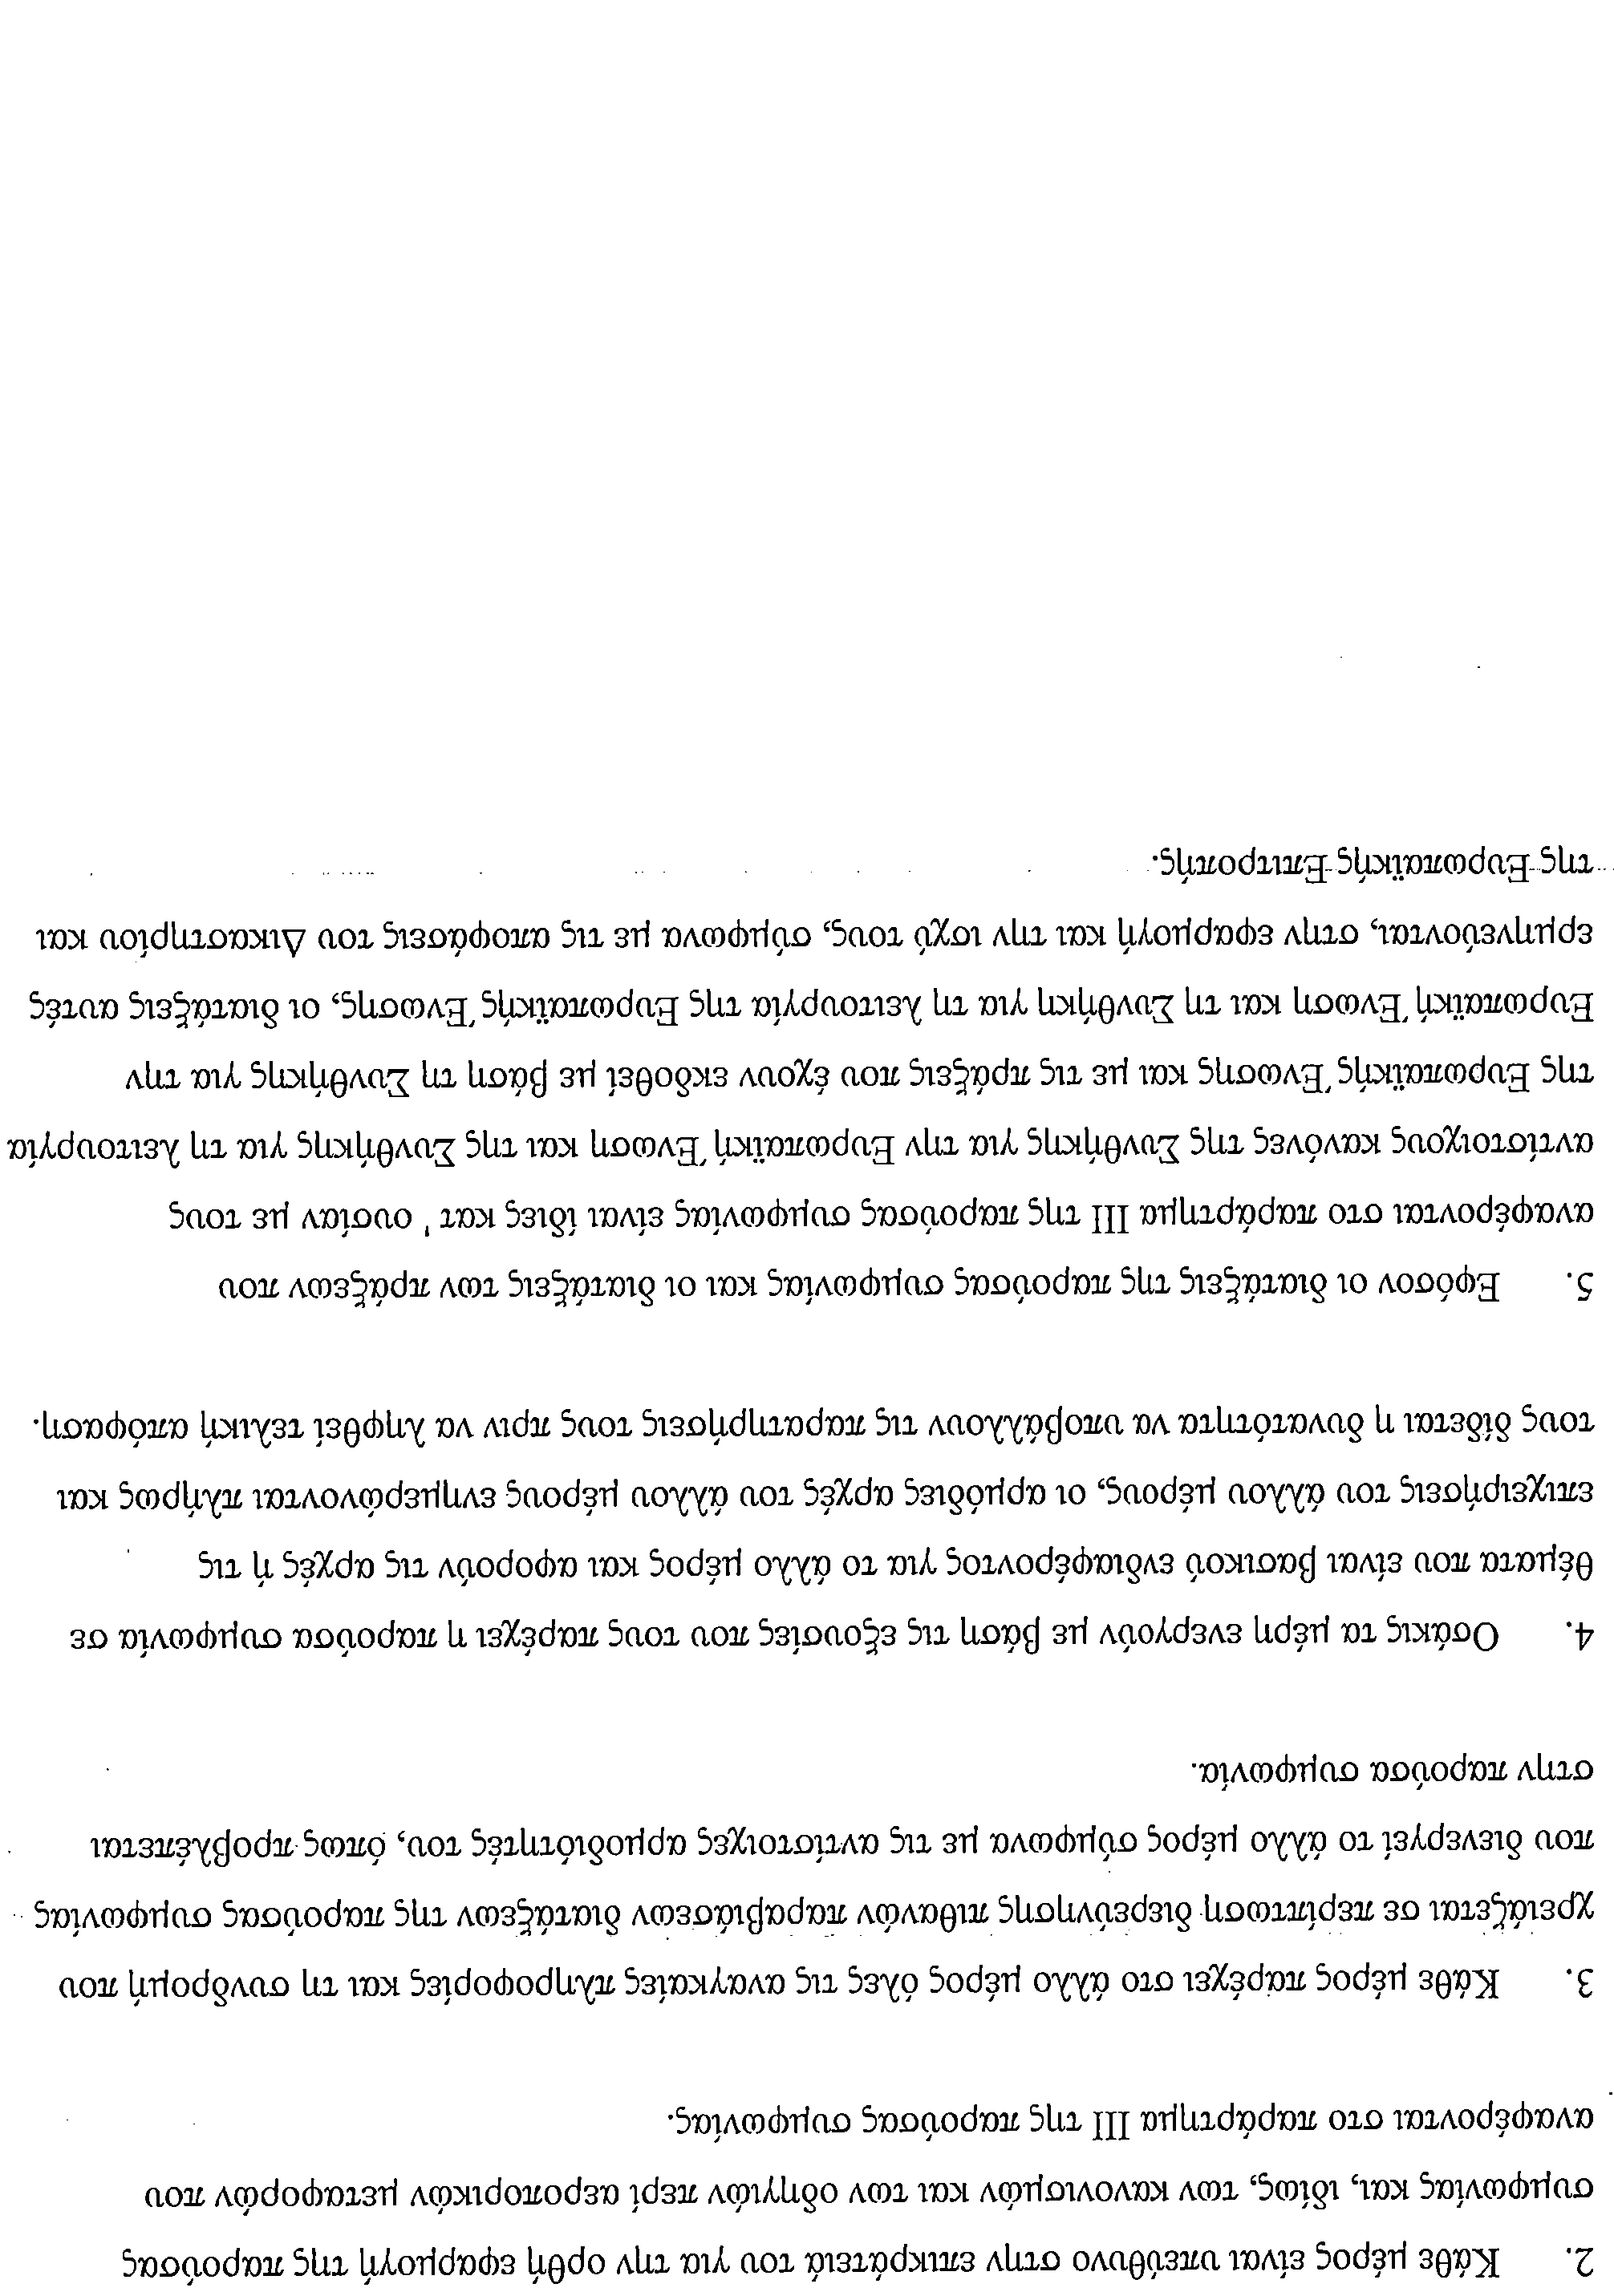 2. Κάθε μέρος είναι υπεύθυνο στην επικράτειά του για την ορθή εφαρμογή της παρούσας
συμφωνίας και, ιδίως, των κανονισμών και των οδηγιών περί αεροπορικών μεταφορών που
αναφέρονται στο παράρτημα III της παρούσας συμφωνίας.
3. Κάθε μέρος παρέχει στο άλλο μέρος όλες τις αναγκαίες πληροφορίες και τη συνδρομή που
χρειάζεται σε περίπτωση διερεύνησης πιθανών παραβιάσεων διατάξεων της παρούσας συμφωνίας
που διενεργεί το άλλο μέρος σύμφωνα με τις αντίστοιχες αρμοδιότητές του, όπως προβλέπεται
στην παρούσα συμφωνία.
4. Οσάκις τα μέρη ενεργούν με βάση τις εξουσίες που τους παρέχει η παρούσα συμφωνία σε
θέματα που είναι βασικού ενδιαφέροντος για το άλλο μέρος και αφορούν τις αρχές ή τις
επιχειρήσεις του άλλου μέρους, οι αρμόδιες αρχές του άλλου μέρους ενημερώνονται πλήρως και
τους δίδεται η δυνατότητα να υποβάλλουν τις παρατηρήσεις τους πριν να ληφθεί τελική απόφαση.
5. Εφόσον οι διατάξεις της παρούσας συμφωνίας και οι διατάξεις των πράξεων που
αναφέρονται στο παράρτημα III της παρούσας συμφωνίας είναι ίδιες κατ' ουσίαν με τους
αντίστοιχους κανόνες της Συνθήκης για την Ευρωπαϊκή Ένωση και της Συνθήκης για τη λειτουργία
της Ευρωπαϊκής Ένωσης και με τις πράξεις που έχουν εκδοθεί με βάση τη Συνθήκης για την
Ευρωπαϊκή Ένωση και τη Συνθήκη για τη λειτουργία της Ευρωπαϊκής Ένωσης, οι διατάξεις αυτές
ερμηνεύονται, στην εφαρμογή και την ισχύ τους, σύμφωνα με τις αποφάσεις του Δικαστηρίου και
της Ευρωπαϊκής Επιτροπής.